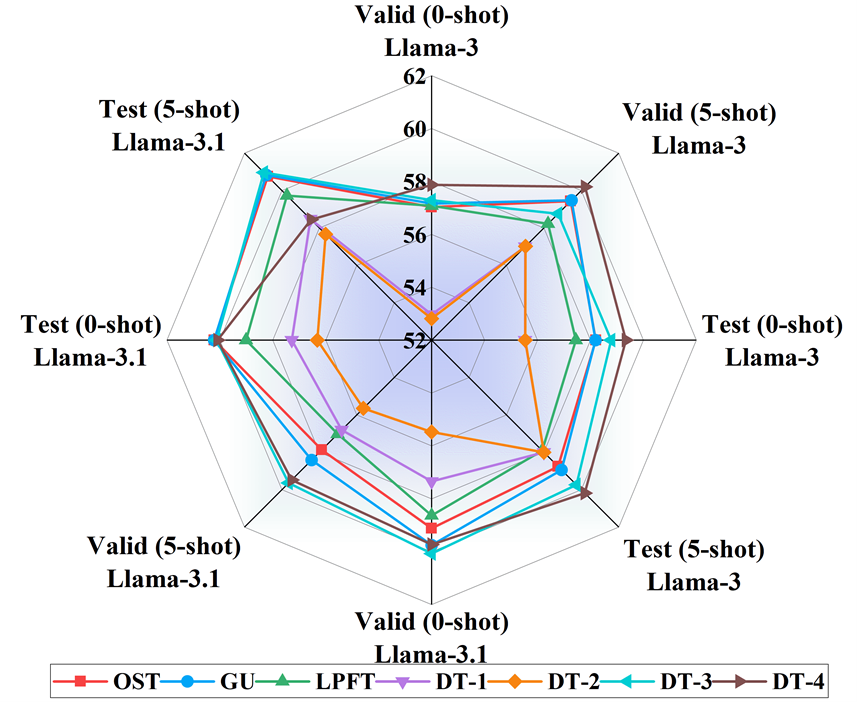 Valid (0-shot)
Llama-3
62
60
58
56
54
52
Valid (5-shot)
Llama-3
Test (0-shot)
Llama-3
Test (5-shot)
Llama-3
Valid (0-shot)
Llama-3.1
Valid (5-shot)
Llama-3.1
Test (0-shot)
Llama-3.1
Test (5-shot)
Llama-3.1
OST GU LPFT DT-1 DT-2 DT-3 DT-4